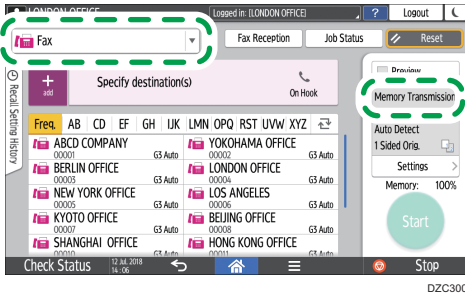 LONDON OFFICE
Logged in: [LONDON OFFICE]
?
Logout
Fax
Fax Reception
Job Status
Reset
Recall Setting History
+
add
Specify destination(s)
On Hook
Preview
Memory Transmission
Freq. AB CD EF GH IJK LMN OPQ RST UVW XYZ
Auto Detect
1 Sided Orig.
ABCD COMPANY
00001 G3 Auto
YOKOHAMA OFFICE
00002 G3 Auto
BERLIN OFFICE
00003 G3 Auto
LONDON OFFICE
00004 G3 Auto
Settings >
NEW YORK OFFICE
00005 G3 Auto
LOS ANGELES
00006 G3 Auto
Memory: 100%
KYOTO OFFICE
00007 G3 Auto
BEIJING OFFICE
00008 G3 Auto
Start
SHANGHAI OFFICE
00010 G3 Auto
HONG KONG OFFICE
00011 G3 Auto
Check Status
12 Jul. 2018
14 : 06
Stop
DZC300